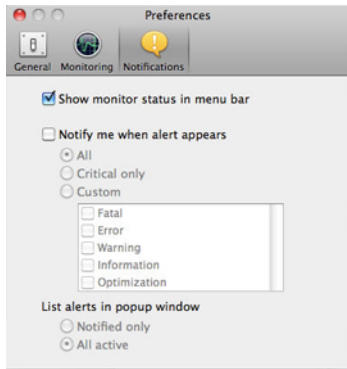 Preferences
General Monitoring Notifications
Show monitor status in menu bar
Notify me when alert appears
All
Critical only
Custom
Fatal
Error
Warning
Information
Optimization
List alerts in popup window
Notified only
All active